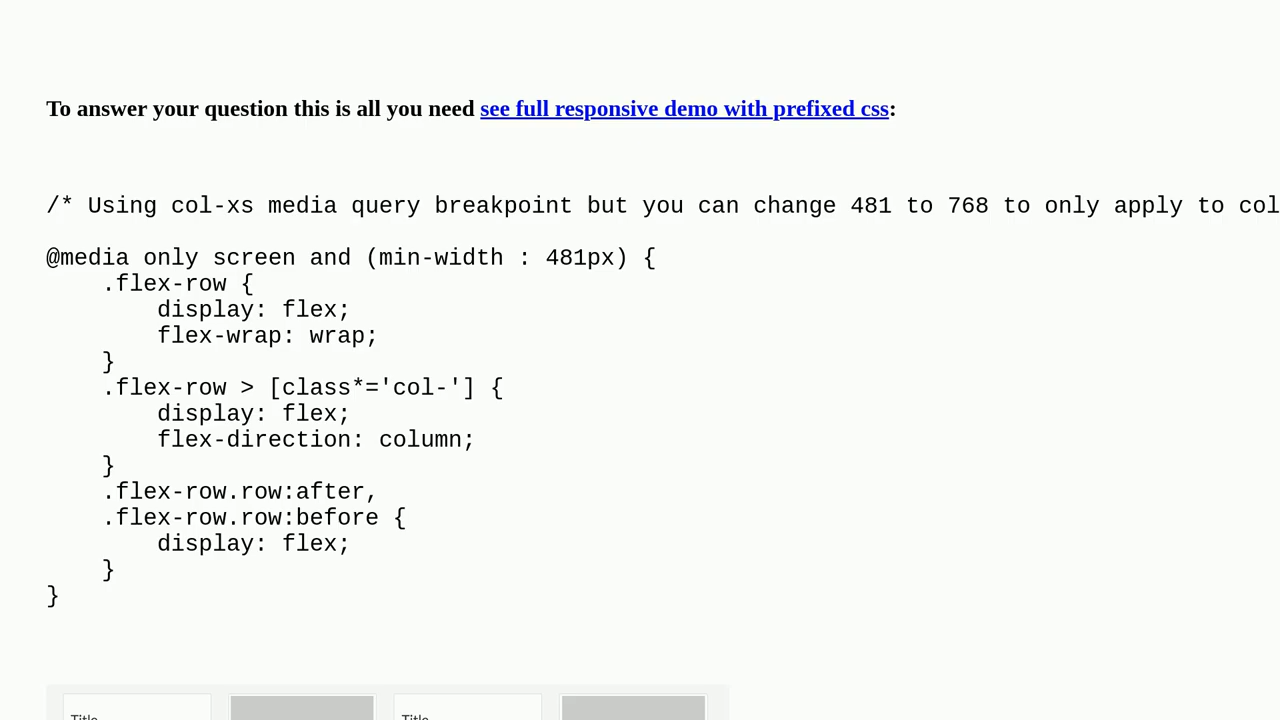 To answer your question this is all you need see full responsive demo with prefixed css:
/* Using col-xs media query breakpoint but you can change 481 to 768 to only apply to col
@media only screen and (min-width : 481px) {
.flex-row {
display: flex;
flex-wrap: wrap;
}
.flex-row > [class*='col-'] {
display: flex;
flex-direction: column;
}
.flex-row.row:after,
.flex-row.row:before {
display: flex;
}
}
Title Title